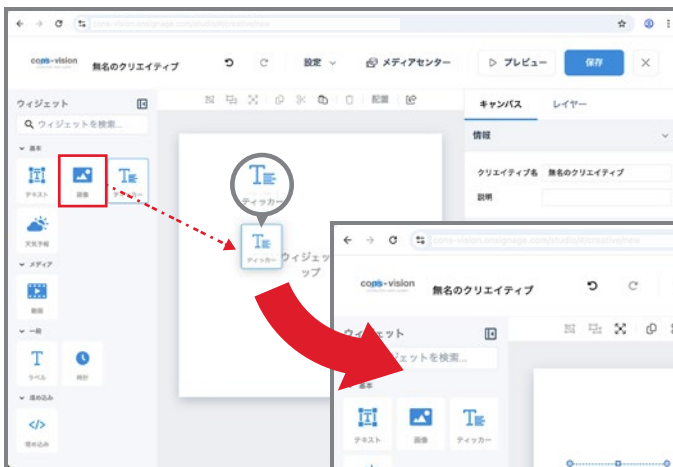 cons-vision
無名のクリエイティブ
設定
メディアセンター
プレビュー
保存
ウィジェット
ウィジェットを検索...
配置
キャンバス
レイヤー
情報
基本
クリエイティブ名
無名のクリエイティブ
説明
テキスト
画像
ティッカー
ティッカー
ティッカー
ウィジェッ
ップ
天気予報
メディア
動画
一般
ラベル
時計
埋め込み
</>
埋め込み
cons-vision
無名のクリエイティブ
ウィジェット
ジェットを検索...
基本
テキスト
画像
ティッカー